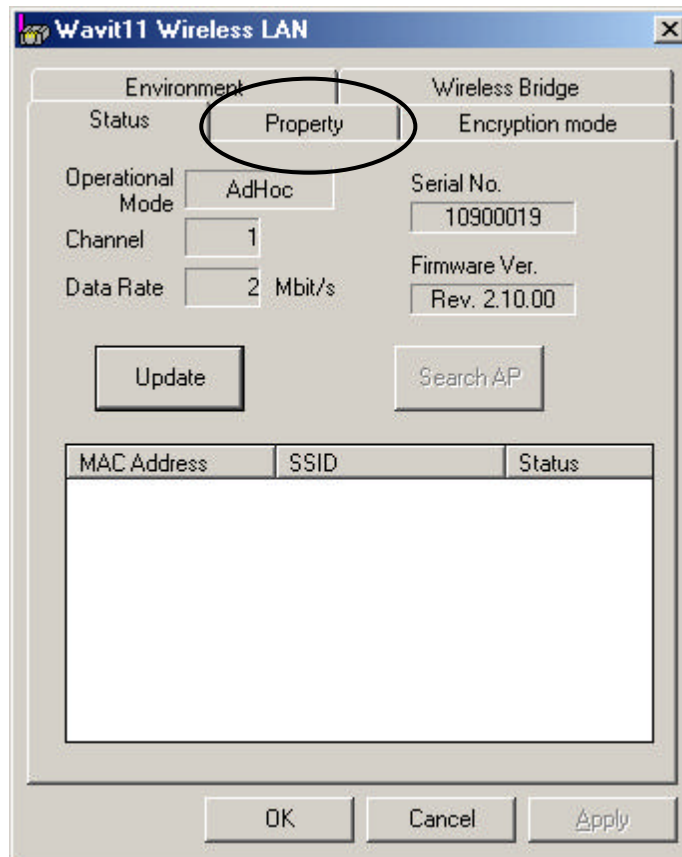 Wavit11 Wireless LAN
Environment Wireless Bridge
Status Property Encryption mode
Operational Mode AdHoc
Channel 1
Data Rate 2 Mbit/s
Serial No.
10900019
Firmware Ver.
Rev. 2.10.00
Update Search AP
MAC Address SSID Status
OK Cancel Apply